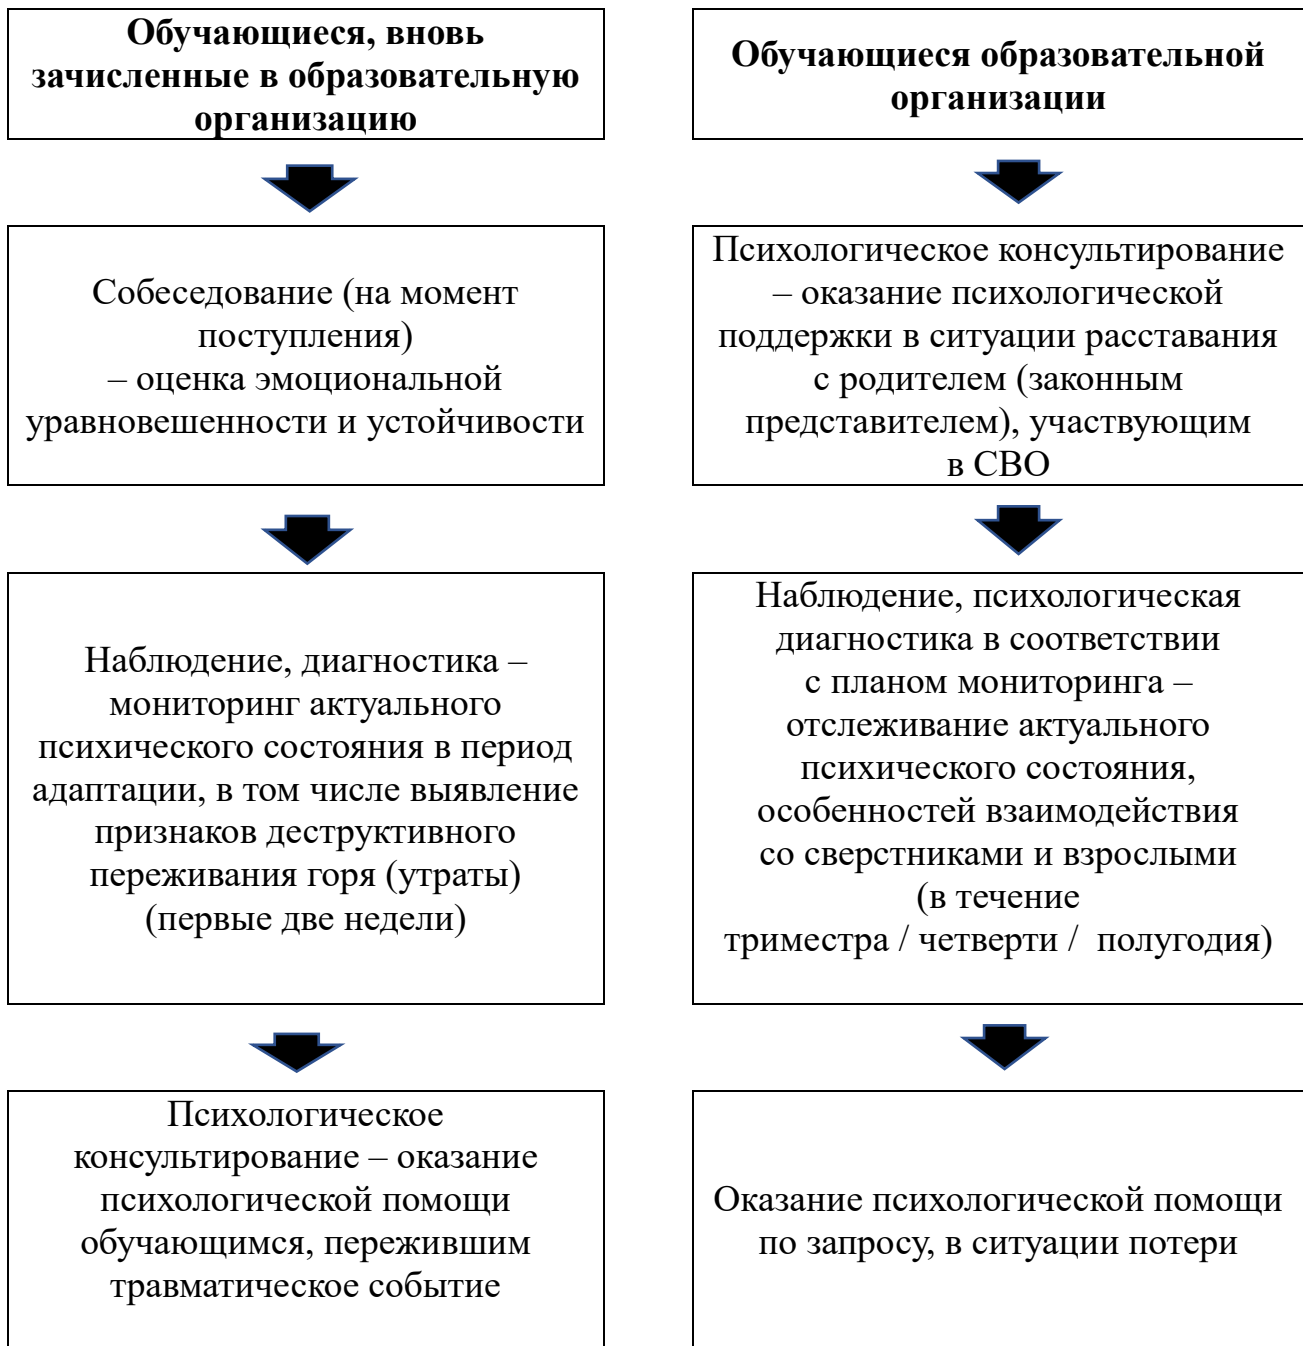 Обучающиеся, вновь
зачисленные в образовательную
организацию
Обучающиеся образовательной
организации
Собеседование (на момент
поступления)
– оценка эмоциональной
уравновешенности и устойчивости
Психологическое консультирование
– оказание психологической
поддержки в ситуации расставания
с родителем (законным
представителем), участвующим
в СВО
Наблюдение, диагностика –
мониторинг актуального
психического состояния в период
адаптации, в том числе выявление
признаков деструктивного
переживания горя (утраты)
(первые две недели)
Наблюдение, психологическая
диагностика в соответствии
с планом мониторинга –
отслеживание актуального
психического состояния,
особенностей взаимодействия
со сверстниками и взрослыми
(в течение
триместра / четверти / полугодия)
Психологическое
консультирование – оказание
психологической помощи
обучающимся, пережившим
травматическое событие
Оказание психологической помощи
по запросу, в ситуации потери